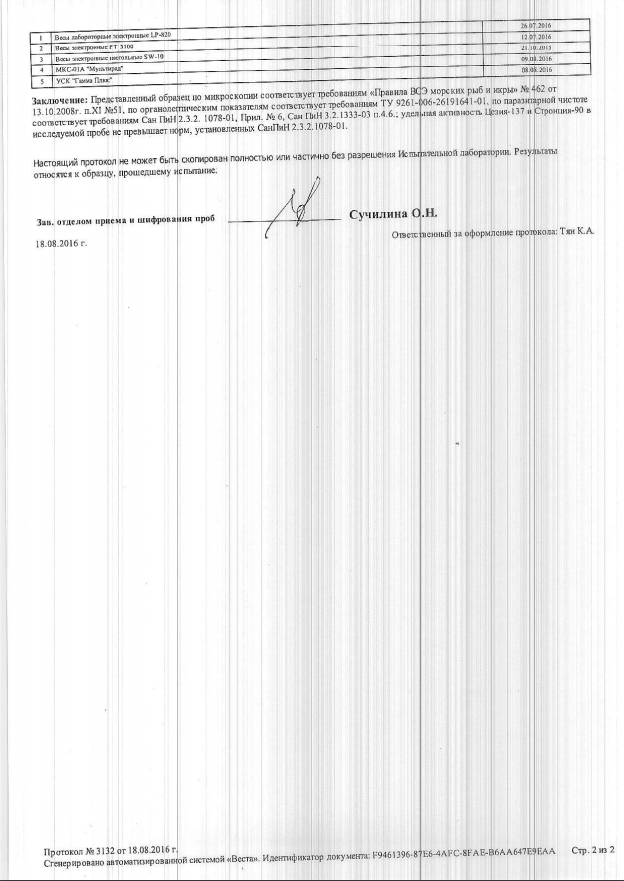 1 Весы лабораторные электронные LP-820 26.07.2016
2 Весы электронные ЕТ 3100 12.07.2016
3 Весы электронные настольные SW-10 21.10.2015
4 МКС-01А "Мультирад" 09.08.2016
5 УСК "Гамма Плюс" 08.08.2016
Заключение: Представленный образец по микроскопии соответствует требованиям «Правила ВСЭ морских рыб и икры» № 462 от
13.10.2008г. п.XI №51, по органолептическим показателям соответствует требованиям ТУ 9261-006-26191641-01, по паразитарной чистоте
соответствует требованиям Сан ПиН 2.3.2. 1078-01, Прил. № 6, Сан ПиН 3.2.1333-03 п.4.6.; удельная активность Цезия-137 и Стронция-90 в
исследуемой пробе не превышает норм, установленных СанПиН 2.3.2.1078-01.
Настоящий протокол не может быть скопирован полностью или частично без разрешения Испытательной лаборатории. Результаты
относятся к образцу, прошедшему испытание.
Зав. отделом приема и шифрования проб Сучилина О.Н.
18.08.2016 г.
Ответственный за оформление протокола: Тян К.А.
Протокол № 3132 от 18.08.2016 г.
Сгенерировано автоматизированной системой «Веста». Идентификатор документа: F9461396-87E6-4AFC-8FAE-B6AA647E9EAA Стр. 2 из 2